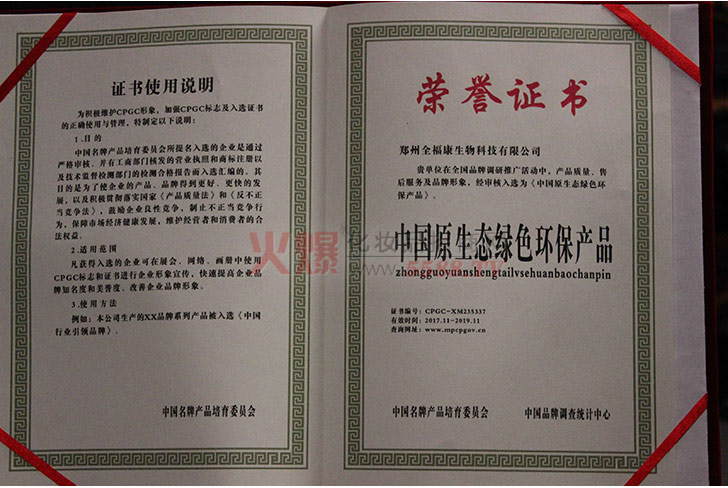 证书使用说明
为积极维护CPGC形象，加强CPGC标志及入选证书
的正确使用与管理，特制定以下说明：
1.目的
中国名牌产品培育委员会所提名入选的企业是通过
严格审核、并有工商部门核发的营业执照和商标注册以
及技术监督检测部门的检测合格报告而入选汇编的。其
目的是为了使企业的产品、品牌得到更好、更快的发
展，以及积极贯彻落实国家《产品质量法》和《反不正
当竞争法》，鼓励企业良性竞争，制止不正当竞争行
为，保障市场经济健康发展，维护经营者和消费者的合
法权益。
2.适用范围
凡获得入选的企业可在展会、网络、画册中使用
CPGC标志和证书进行企业形象宣传，快速提高企业品
牌知名度和美誉度、改善企业品牌形象。
3.使用方法
例如：本公司生产的XX品牌系列产品被入选《中国
行业引领品牌》。
中国名牌产品培育委员会
荣誉证书
郑州全福康生物科技有限公司
贵单位在全国品牌调研推广活动中，产品质量、售
后服务及品牌形象，经审核入选为《中国原生态绿色环
保产品》。
中国原生态绿色环保产品
zhongguoyuanshengtailvsehuanbaochanpin
证书编号：CPGC-XM235337
有效时间：2017.11-2019.11
查询网址：www.mpcpgov.cn
中国名牌产品培育委员会 中国品牌调查统计中心
火爆化妆